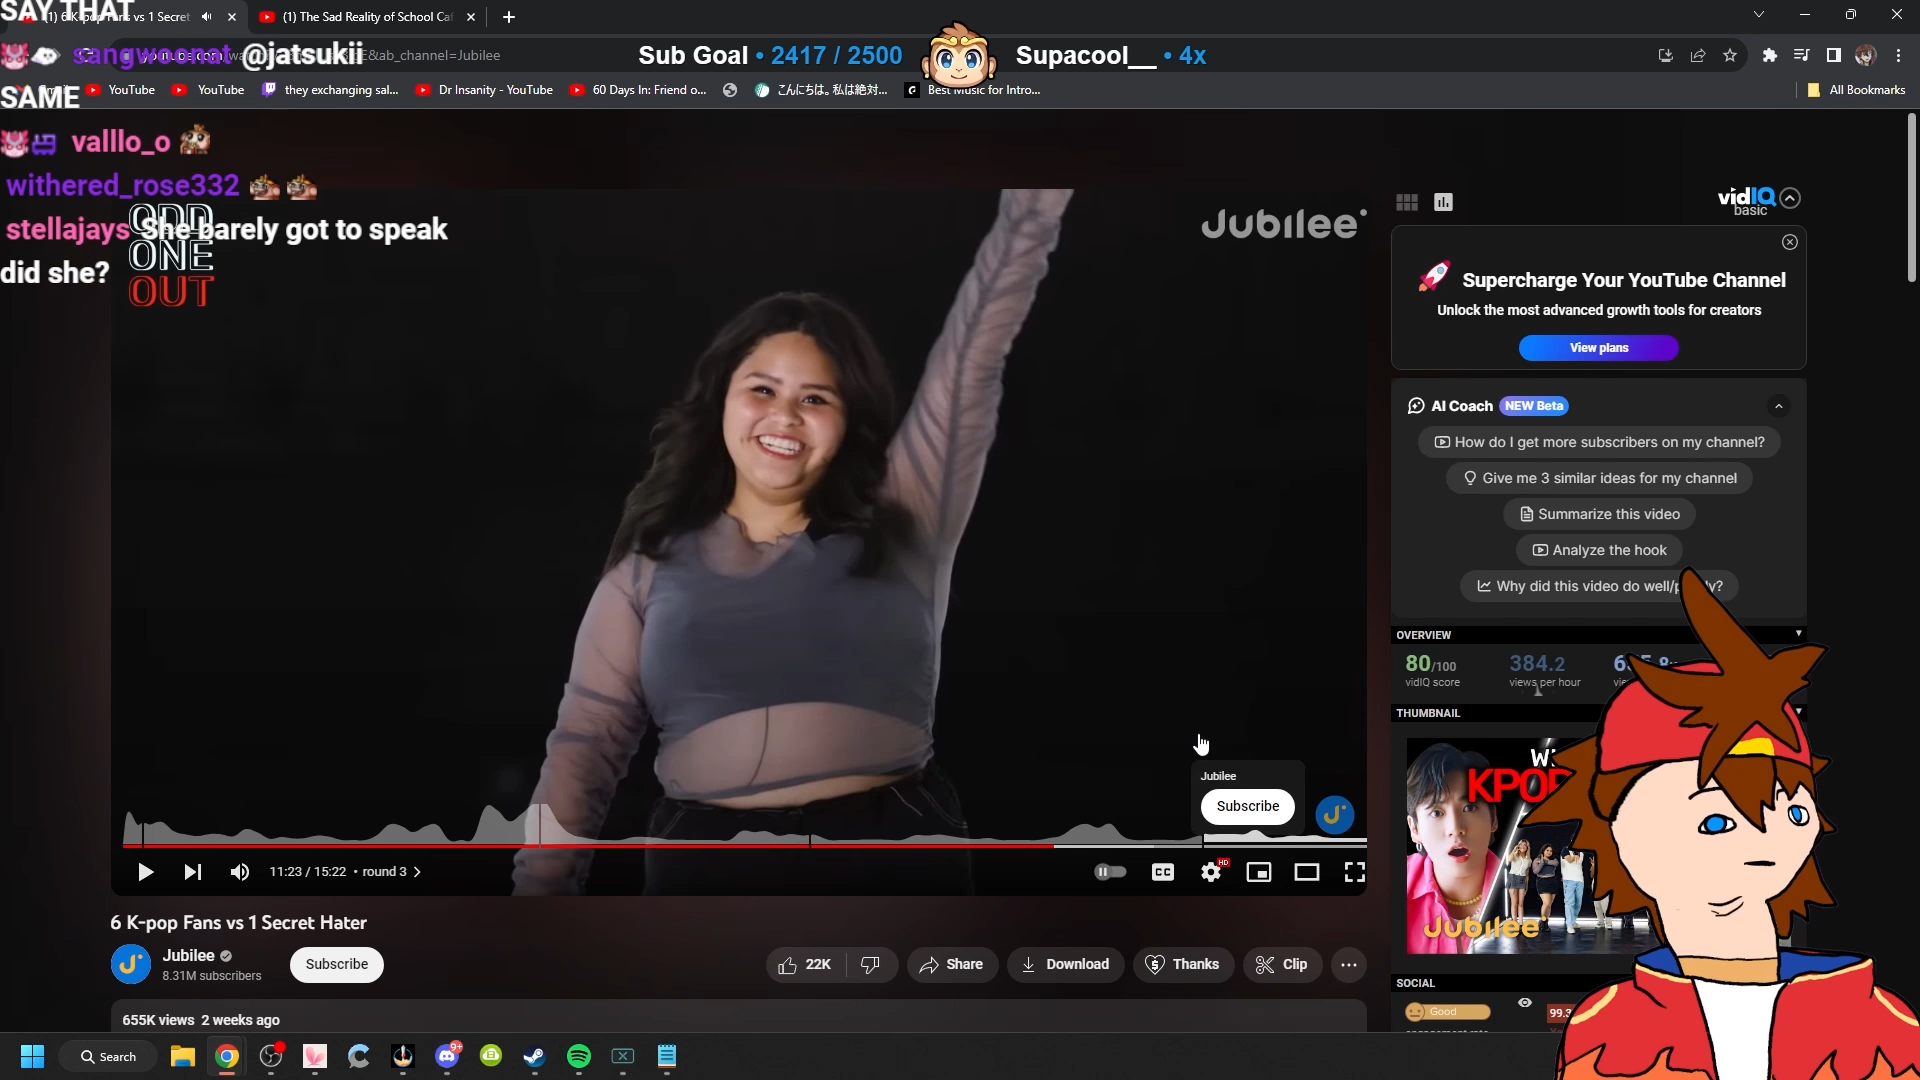 SAY THAT
vs 1 Secret
(1) The Sad Reality of School Caf
sangwoonat @jatsukii
&ab_channel=Jubilee
Sub Goal • 2417 / 2500
Supacool__ • 4x
SAME
YouTube
YouTube
they exchanging sal...
Dr Insanity - YouTube
60 Days In: Friend o...
こんにちは。私は絶対...
Best Music for Intro...
All Bookmarks
valllo_o
withered_rose332
stellajays She barely got to speak
did she?
ODD
ONE
OUT
Jubilee
vidIQ
basic
Supercharge Your YouTube Channel
Unlock the most advanced growth tools for creators
View plans
AI Coach NEW Beta
How do I get more subscribers on my channel?
Give me 3 similar ideas for my channel
Summarize this video
Analyze the hook
Why did this video do well/
OVERVIEW
80/100
vidIQ score
384.2
views per hour
THUMBNAIL
KPOP
Jubilee
SOCIAL
Good
99.3
Jubilee
Subscribe
11:23 / 15:22 • round 3
CC
HD
6 K-pop Fans vs 1 Secret Hater
Jubilee
8.31M subscribers
Subscribe
22K
Share
Download
Thanks
Clip
655K views 2 weeks ago
Search
9+